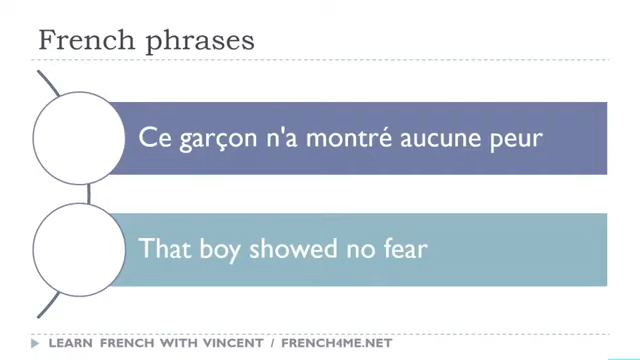 French phrases
Ce garçon n'a montré aucune peur
That boy showed no fear
LEARN FRENCH WITH VINCENT / FRENCH4ME.NET